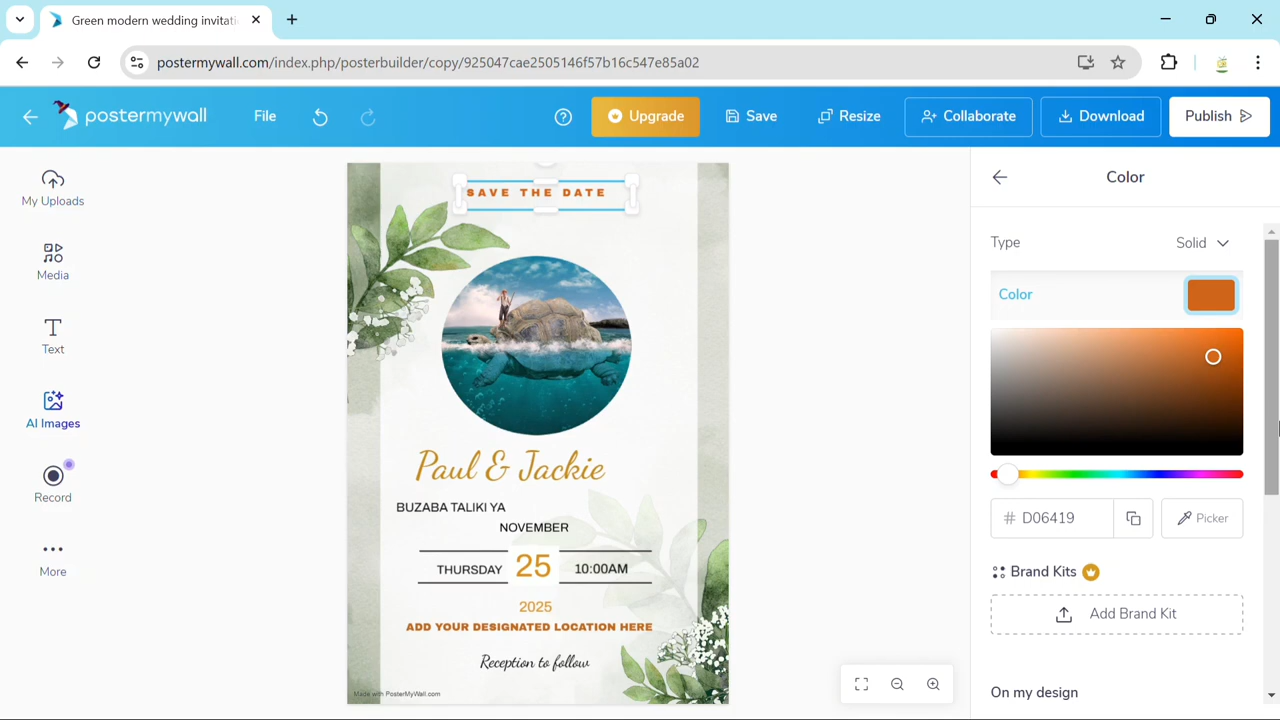 Green modern wedding invitati
postermywall.com/index.php/posterbuilder/copy/925047cae2505146f57b16c547e85a02
postermywall
File
Upgrade
Save
Resize
Collaborate
Download
Publish
My Uploads
Media
Text
AI Images
Record
More
SAVE THE DATE
Paul & Jackie
BUZABA TALIKI YA
NOVEMBER
THURSDAY
25
10:00AM
2025
ADD YOUR DESIGNATED LOCATION HERE
Reception to follow
Made with PosterMyWall.com
Color
Type
Solid
Color
# D06419
Picker
Brand Kits
Add Brand Kit
On my design